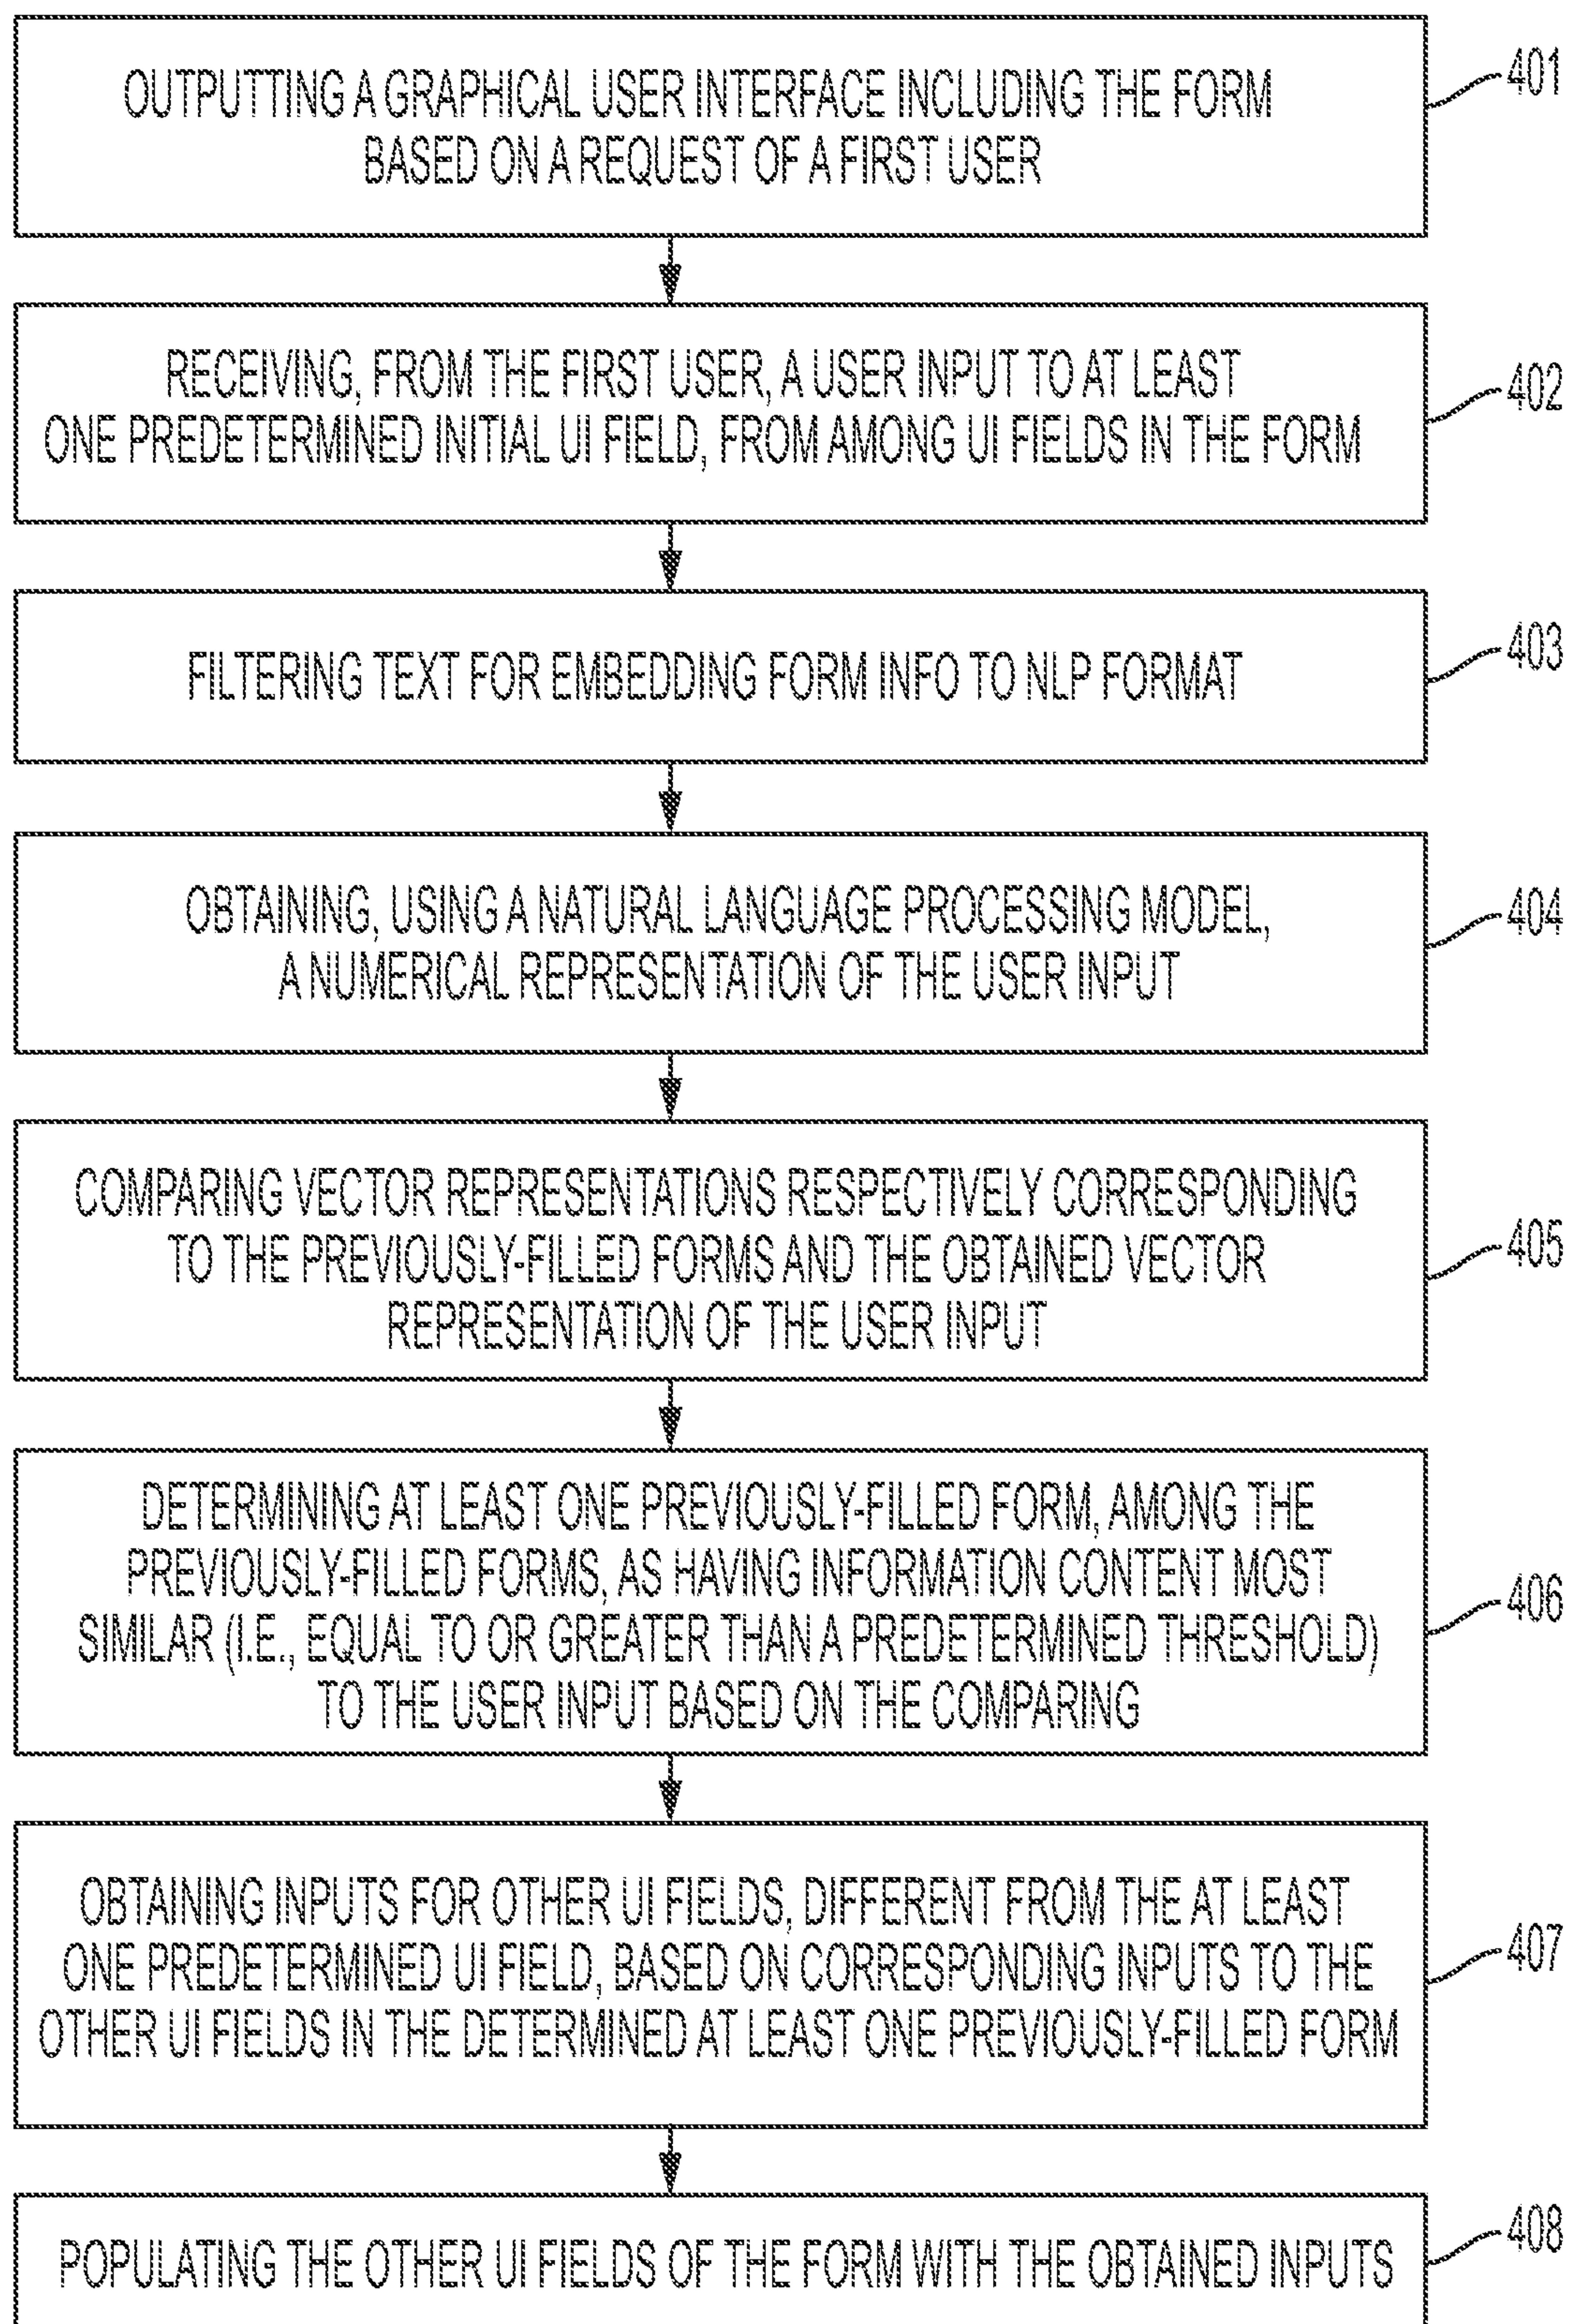 OUTPUTTING A GRAPHICAL USER INTERFACE INCLUDING THE FORM
BASED ON A REQUEST OF A FIRST USER
401
RECEIVING, FROM THE FIRST USER, A USER INPUT TO AT LEAST
ONE PREDETERMINED INITIAL UI FIELD, FROM AMONG UI FIELDS IN THE FORM
402
FILTERING TEXT FOR EMBEDDING FORM INFO TO NLP FORMAT
403
OBTAINING, USING A NATURAL LANGUAGE PROCESSING MODEL,
A NUMERICAL REPRESENTATION OF THE USER INPUT
404
COMPARING VECTOR REPRESENTATIONS RESPECTIVELY CORRESPONDING
TO THE PREVIOUSLY-FILLED FORMS AND THE OBTAINED VECTOR
REPRESENTATION OF THE USER INPUT
405
DETERMINING AT LEAST ONE PREVIOUSLY-FILLED FORM, AMONG THE
PREVIOUSLY-FILLED FORMS, AS HAVING INFORMATION CONTENT MOST
SIMILAR (I.E., EQUAL TO OR GREATER THAN A PREDETERMINED THRESHOLD)
TO THE USER INPUT BASED ON THE COMPARING
406
OBTAINING INPUTS FOR OTHER UI FIELDS, DIFFERENT FROM THE AT LEAST
ONE PREDETERMINED UI FIELD, BASED ON CORRESPONDING INPUTS TO THE
OTHER UI FIELDS IN THE DETERMINED AT LEAST ONE PREVIOUSLY-FILLED FORM
407
POPULATING THE OTHER UI FIELDS OF THE FORM WITH THE OBTAINED INPUTS
408